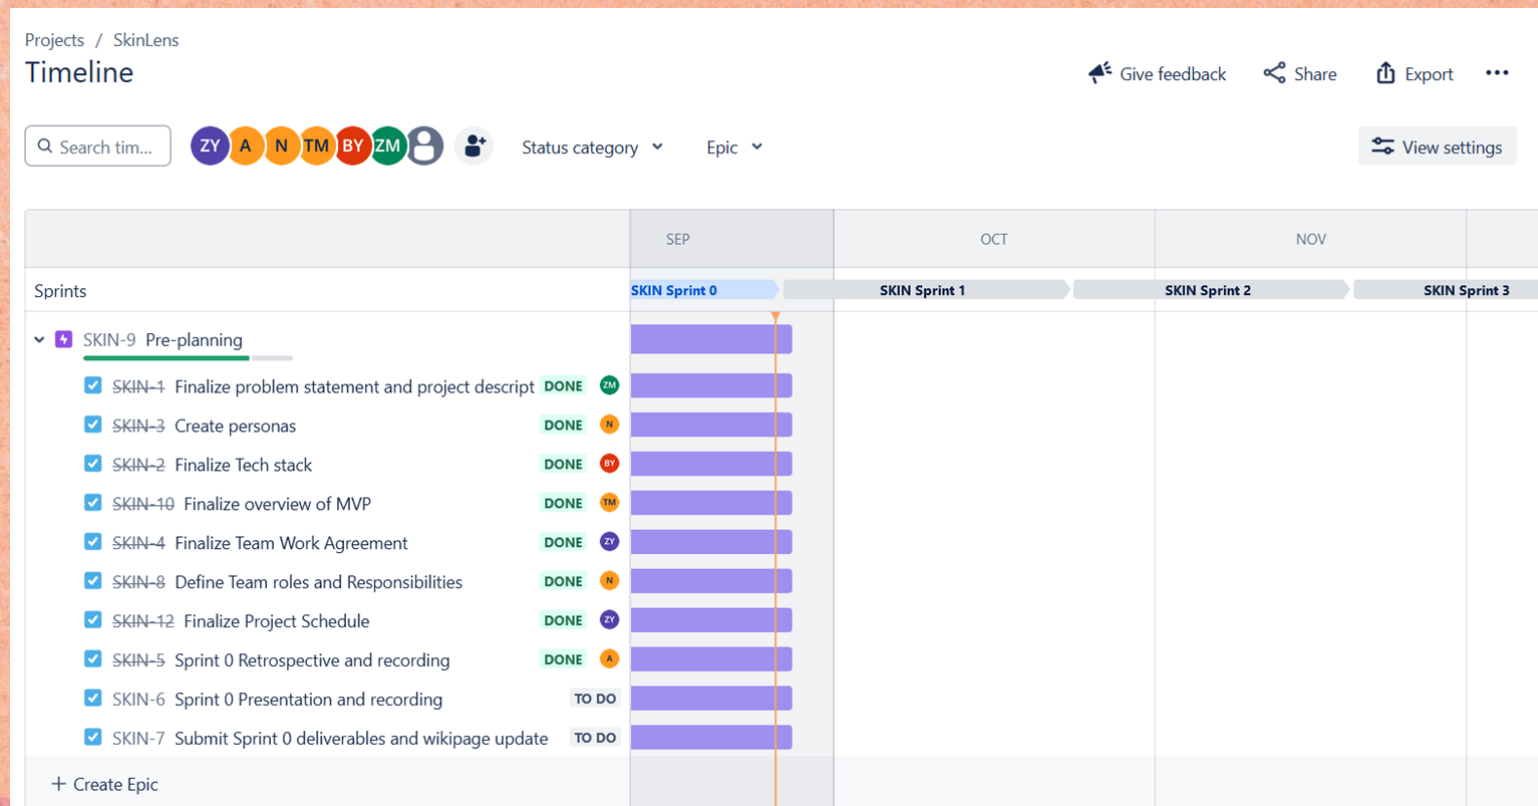 Projects / SkinLens
Timeline
Give feedback
Share
Export
Search tim...
ZY A N TM BY ZM
Status category
Epic
View settings
SEP OCT NOV
Sprints
SKIN Sprint 0 SKIN Sprint 1 SKIN Sprint 2 SKIN Sprint 3
SKIN-9 Pre-planning
SKIN-1 Finalize problem statement and project descript DONE ZM
SKIN-3 Create personas DONE N
SKIN-2 Finalize Tech stack DONE BY
SKIN-10 Finalize overview of MVP DONE TM
SKIN-4 Finalize Team Work Agreement DONE ZY
SKIN-8 Define Team roles and Responsibilities DONE N
SKIN-12 Finalize Project Schedule DONE ZY
SKIN-5 Sprint 0 Retrospective and recording DONE A
SKIN-6 Sprint 0 Presentation and recording TO DO
SKIN-7 Submit Sprint 0 deliverables and wikipage update TO DO
+ Create Epic